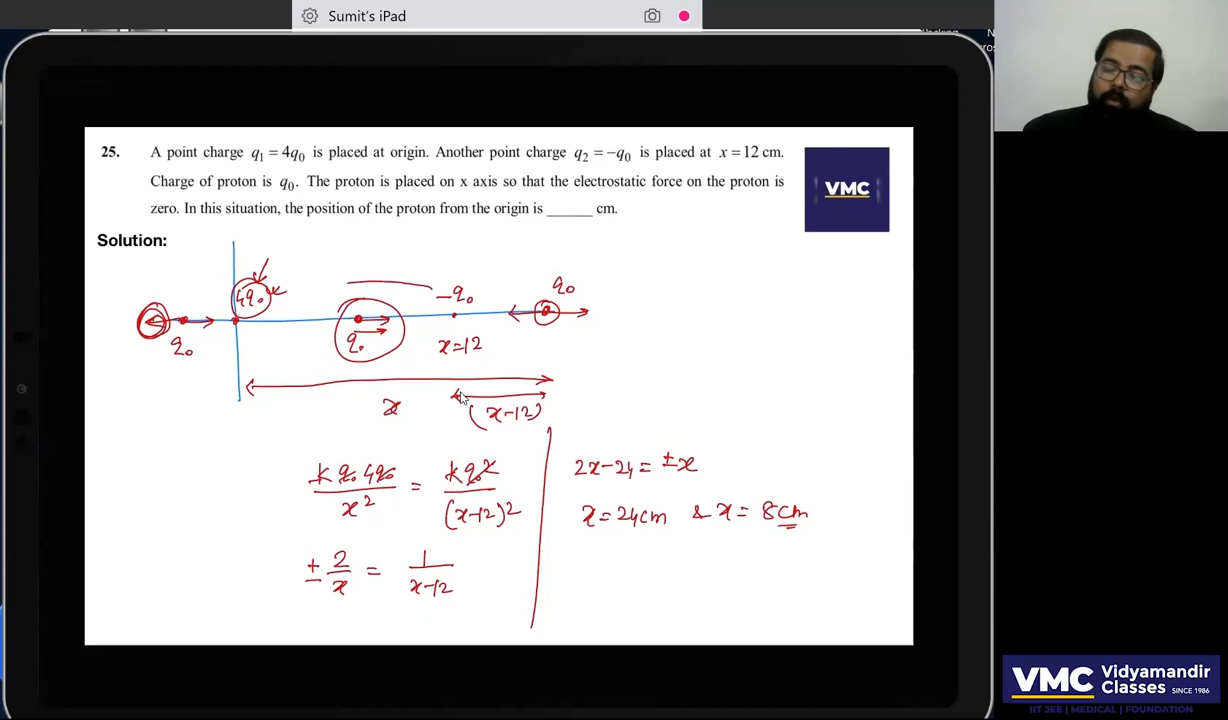 Sumit's iPad
25. A point charge q₁ = 4q₀ is placed at origin. Another point charge q₂ = −q₀ is placed at x = 12 cm.
Charge of proton is q₀. The proton is placed on x axis so that the electrostatic force on the proton is
zero. In this situation, the position of the proton from the origin is ______ cm.
VMC
Solution:
4q₀
−q₀
q₀
q₀
q₀
x=12
x
(x−12)
k q₀ 4q₀ / x² = k q₀² / (x−12)²
± 2/x = 1/(x−12)
2x−24 = ±x
x = 24cm & x = 8cm
VMC Vidyamandir
Classes SINCE 1986
IIT JEE | MEDICAL | FOUNDATION